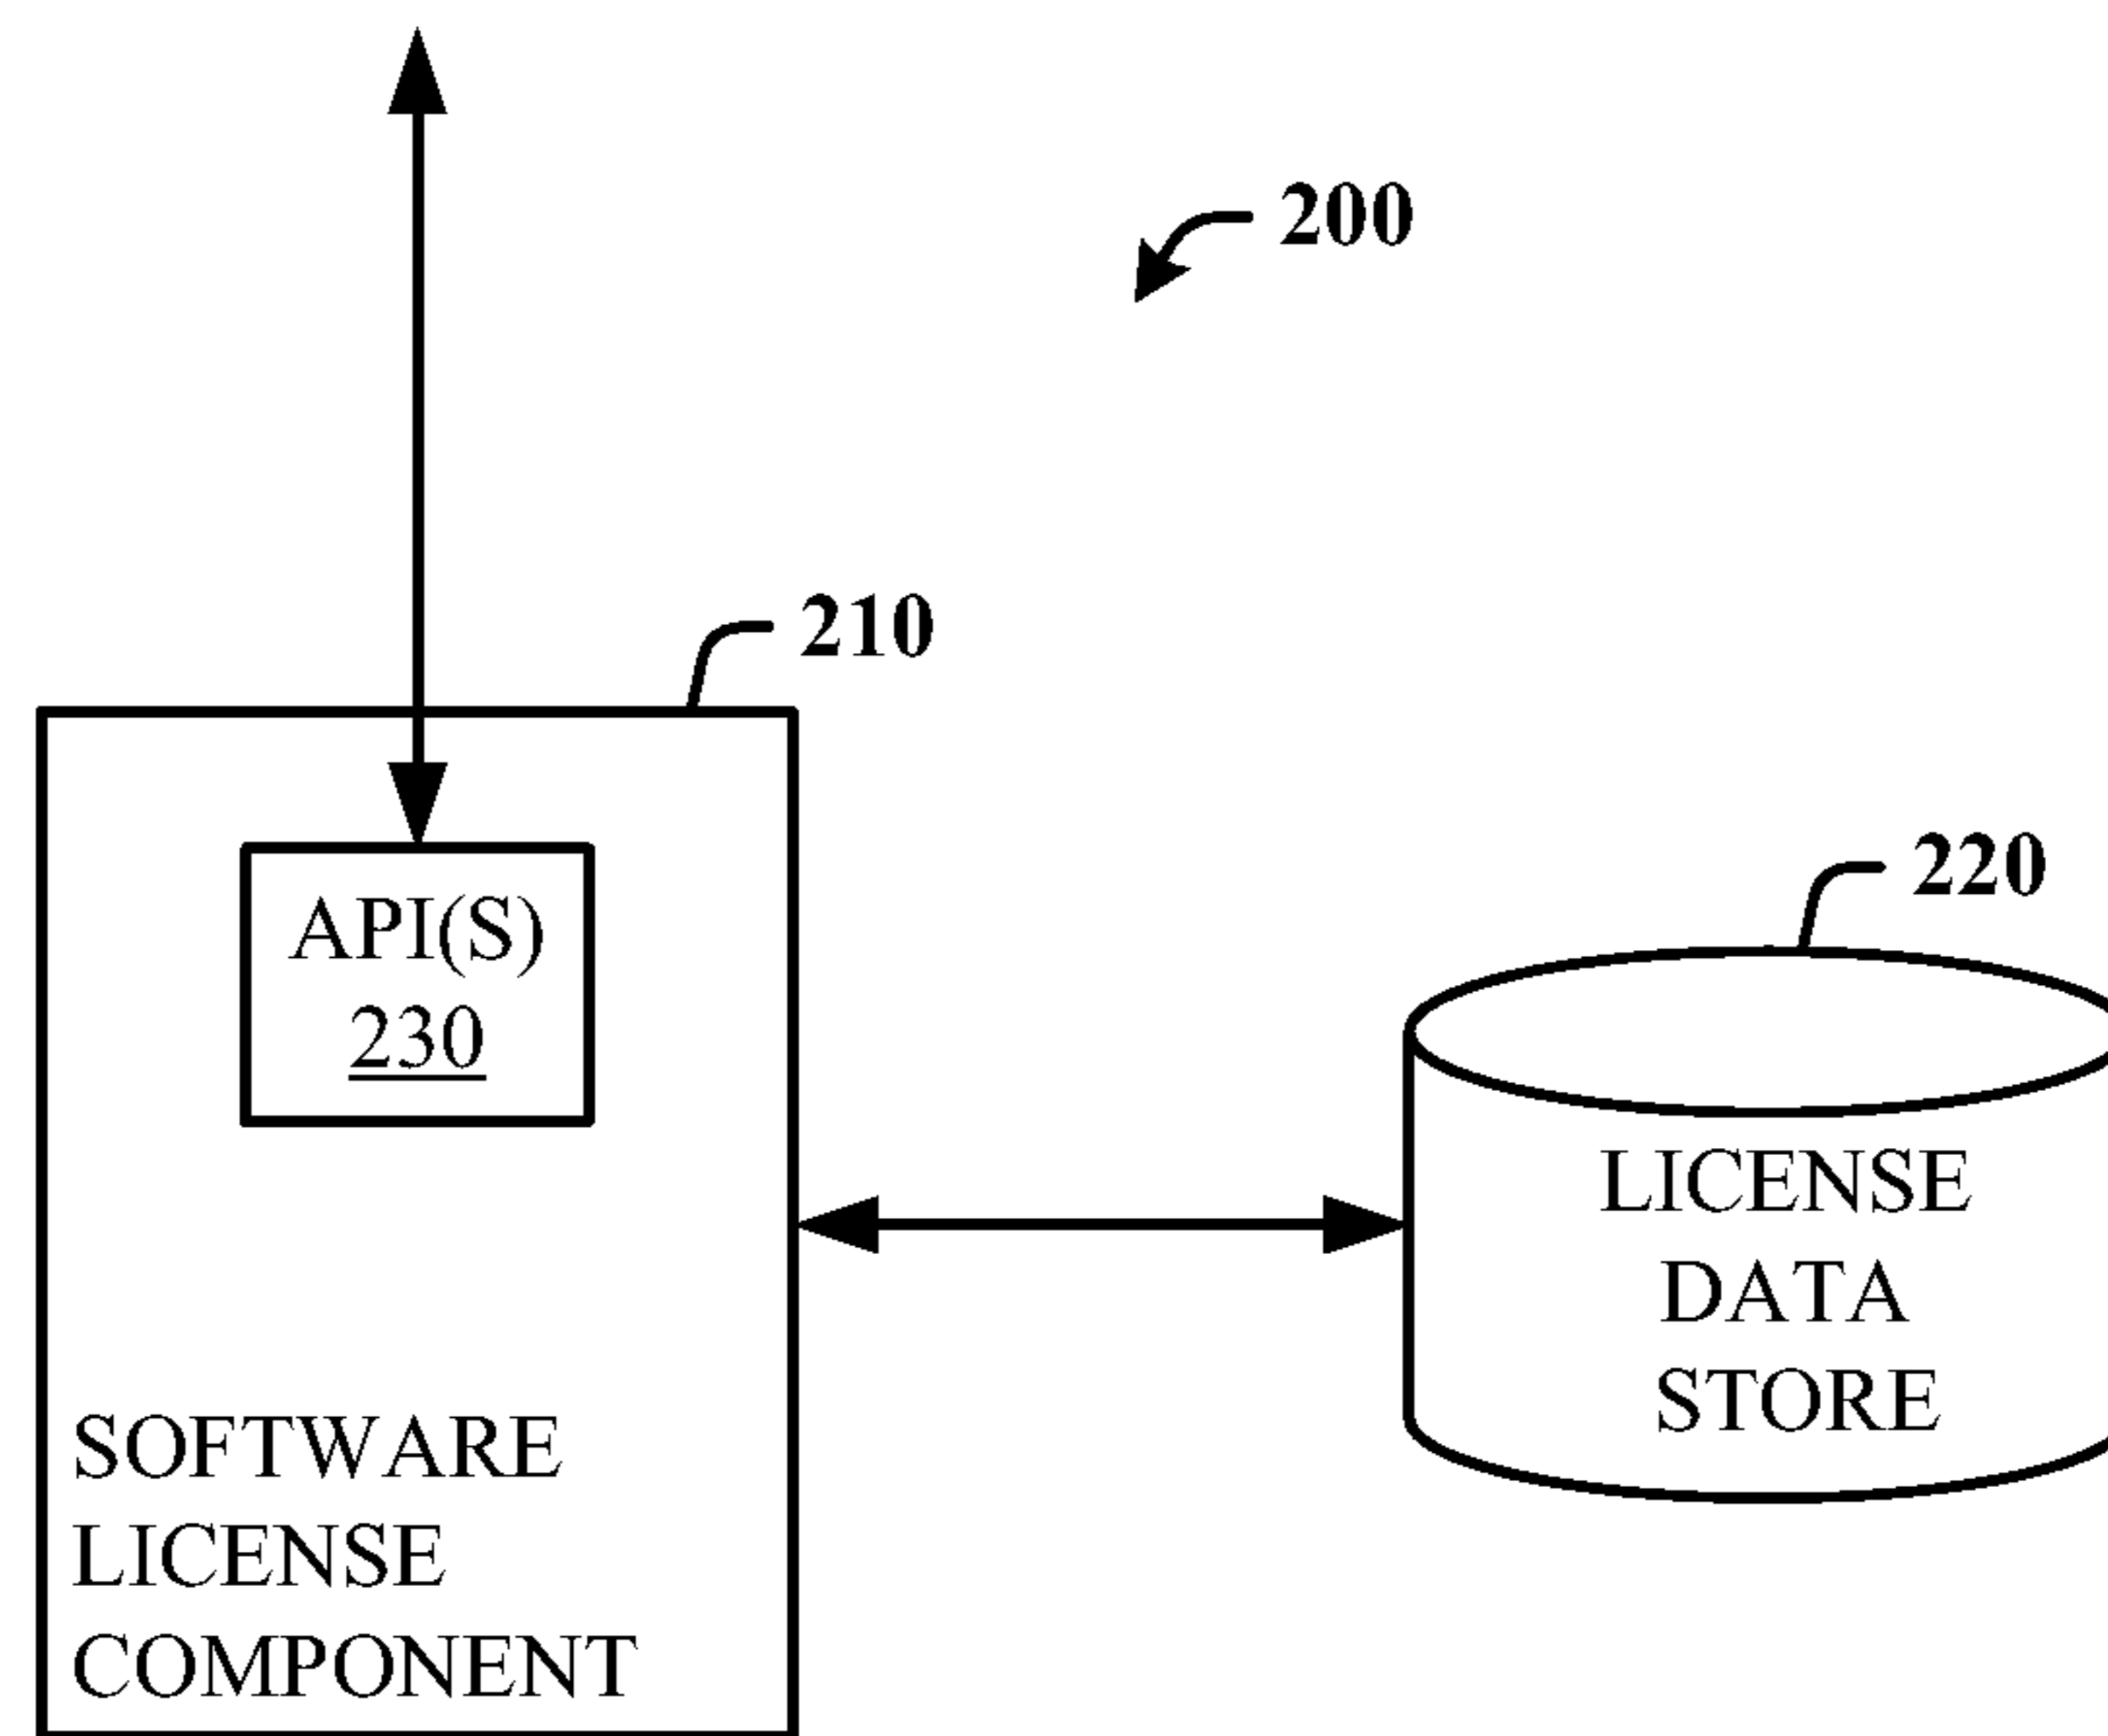 200
210
API(S)
230
220
LICENSE
DATA
STORE
SOFTWARE
LICENSE
COMPONENT